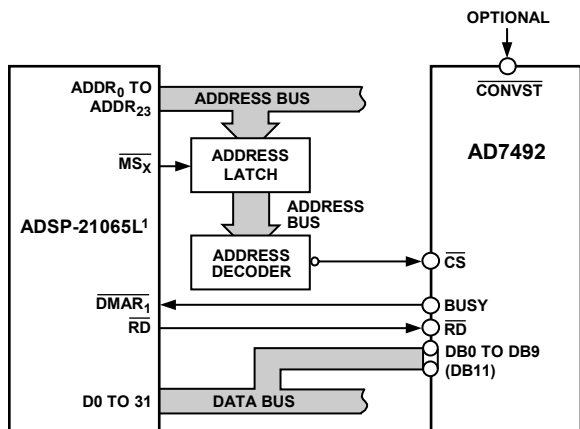 OPTIONAL
ADDR0 TO
ADDR23
ADDRESS BUS
CONVST
AD7492
MSX
ADDRESS
LATCH
ADSP-21065L1
ADDRESS
BUS
ADDRESS
DECODER
CS
DMAR1
BUSY
RD
RD
DB0 TO DB9
(DB11)
D0 TO 31
DATA BUS